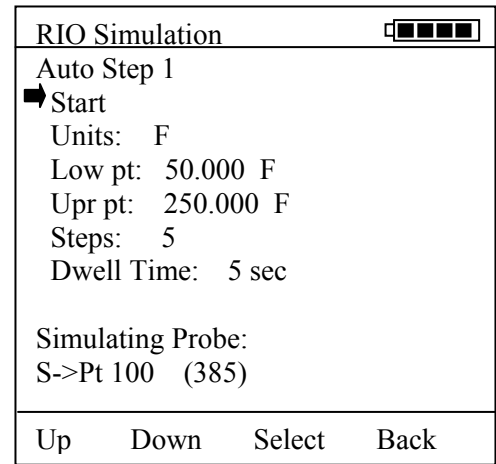 RIO Simulation
Auto Step 1
Start
Units: F
Low pt: 50.000 F
Upr pt: 250.000 F
Steps: 5
Dwell Time: 5 sec
Simulating Probe:
S->Pt 100 (385)
Up Down Select Back